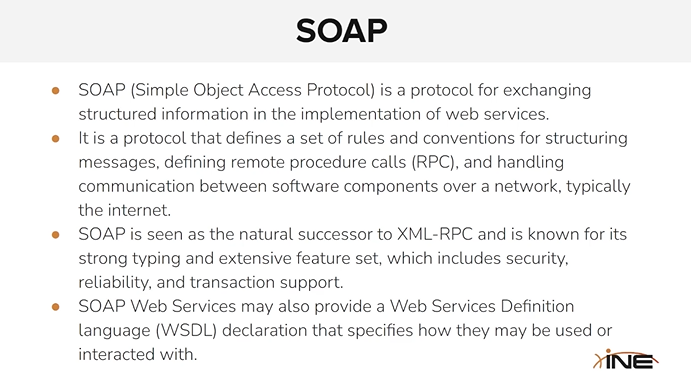 SOAP
● SOAP (Simple Object Access Protocol) is a protocol for exchanging
structured information in the implementation of web services.
● It is a protocol that defines a set of rules and conventions for structuring
messages, defining remote procedure calls (RPC), and handling
communication between software components over a network, typically
the internet.
● SOAP is seen as the natural successor to XML-RPC and is known for its
strong typing and extensive feature set, which includes security,
reliability, and transaction support.
● SOAP Web Services may also provide a Web Services Definition
language (WSDL) declaration that specifies how they may be used or
interacted with.
INE